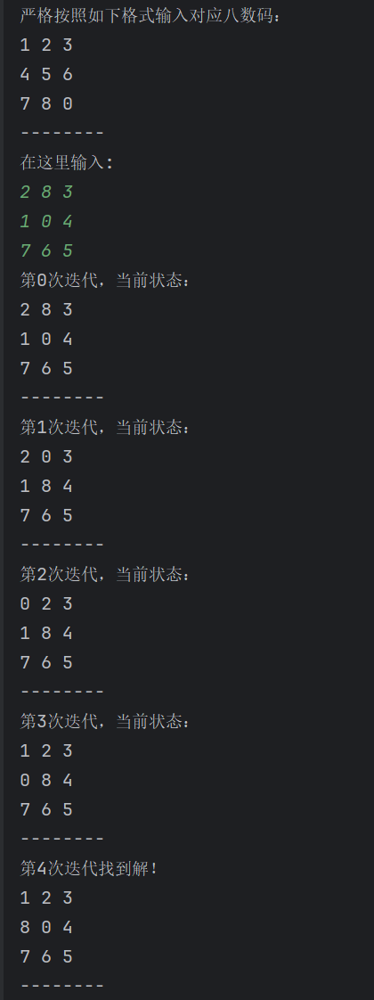 严格按照如下格式输入对应八数码：
1 2 3
4 5 6
7 8 0
--------
在这里输入：
2 8 3
1 0 4
7 6 5
第0次迭代，当前状态：
2 8 3
1 0 4
7 6 5
--------
第1次迭代，当前状态：
2 0 3
1 8 4
7 6 5
--------
第2次迭代，当前状态：
0 2 3
1 8 4
7 6 5
--------
第3次迭代，当前状态：
1 2 3
0 8 4
7 6 5
--------
第4次迭代找到解！
1 2 3
8 0 4
7 6 5
--------